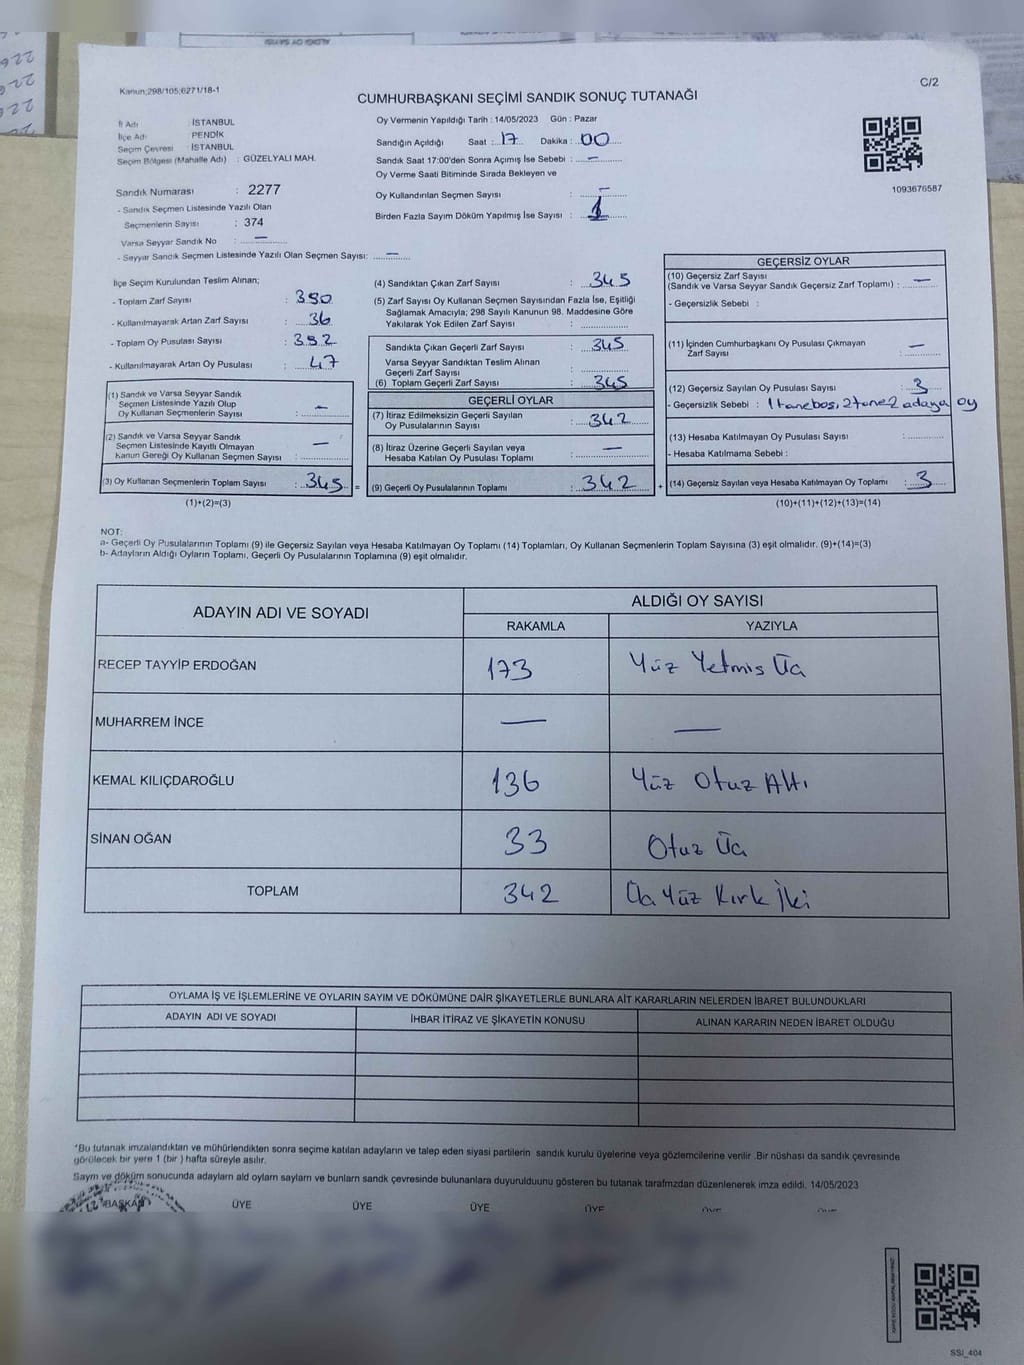 Kanun;298/105;6271/18-1
C/2
CUMHURBAŞKANI SEÇİMİ SANDIK SONUÇ TUTANAĞI
İl Adı : İSTANBUL
İlçe Adı : PENDİK
Seçim Çevresi : İSTANBUL
Seçim Bölgesi (Mahalle Adı) : GÜZELYALI MAH.
Sandık Numarası : 2277
- Sandık Seçmen Listesinde Yazılı Olan
Seçmenlerin Sayısı : 374
Varsa Seyyar Sandık No : —
- Seyyar Sandık Seçmen Listesinde Yazılı Olan Seçmen Sayısı: —
Oy Vermenin Yapıldığı Tarih : 14/05/2023 Gün : Pazar
Sandığın Açıldığı Saat : 17 Dakika : 00
Sandık Saat 17:00'den Sonra Açımış İse Sebebi : —
Oy Verme Saati Bitiminde Sırada Bekleyen ve
Oy Kullandırılan Seçmen Sayısı : —
Birden Fazla Sayım Döküm Yapılmış İse Sayısı : 1
1093676587
İlçe Seçim Kurulundan Teslim Alınan;
- Toplam Zarf Sayısı : 380
- Kullanılmayarak Artan Zarf Sayısı : 36
- Toplam Oy Pusulası Sayısı : 392
- Kullanılmayarak Artan Oy Pusulası : 47
(1) Sandık ve Varsa Seyyar Sandık
Seçmen Listesinde Yazılı Olup
Oy Kullanan Seçmenlerin Sayısı : —
(2) Sandık ve Varsa Seyyar Sandık
Seçmen Listesinde Kayıtlı Olmayan
Kanun Gereği Oy Kullanan Seçmen Sayısı : —
(3) Oy Kullanan Seçmenlerin Toplam Sayısı : 345 =
(1)+(2)=(3)
(4) Sandıktan Çıkan Zarf Sayısı : 345
(5) Zarf Sayısı Oy Kullanan Seçmen Sayısından Fazla İse, Eşitliği
Sağlamak Amacıyla; 298 Sayılı Kanunun 98. Maddesine Göre
Yakılarak Yok Edilen Zarf Sayısı :
Sandıkta Çıkan Geçerli Zarf Sayısı : 345
Varsa Seyyar Sandıktan Teslim Alınan
Geçerli Zarf Sayısı :
(6) Toplam Geçerli Zarf Sayısı : 345
GEÇERLİ OYLAR
(7) İtiraz Edilmeksizin Geçerli Sayılan
Oy Pusulalarının Sayısı : 342
(8) İtiraz Üzerine Geçerli Sayılan veya
Hesaba Katılan Oy Pusulası Toplamı : —
(9) Geçerli Oy Pusulalarının Toplamı : 342 +
GEÇERSİZ OYLAR
(10) Geçersiz Zarf Sayısı
(Sandık ve Varsa Seyyar Sandık Geçersiz Zarf Toplamı) : —
- Geçersizlik Sebebi :
(11) İçinden Cumhurbaşkanı Oy Pusulası Çıkmayan
Zarf Sayısı : —
(12) Geçersiz Sayılan Oy Pusulası Sayısı : 3
- Geçersizlik Sebebi : 1 tane boş, 2 tane 2 adaya oy
(13) Hesaba Katılmayan Oy Pusulası Sayısı :
- Hesaba Katılmama Sebebi :
(14) Geçersiz Sayılan veya Hesaba Katılmayan Oy Toplamı : 3
(10)+(11)+(12)+(13)=(14)
NOT:
a- Geçerli Oy Pusulalarının Toplamı (9) ile Geçersiz Sayılan veya Hesaba Katılmayan Oy Toplamı (14) Toplamları, Oy Kullanan Seçmenlerin Toplam Sayısına (3) eşit olmalıdır. (9)+(14)=(3)
b- Adayların Aldığı Oyların Toplamı, Geçerli Oy Pusulalarının Toplamına (9) eşit olmalıdır.
ADAYIN ADI VE SOYADI ALDIĞI OY SAYISI
RAKAMLA YAZIYLA
RECEP TAYYİP ERDOĞAN 173 Yüz Yetmis Üç
MUHARREM İNCE — —
KEMAL KILIÇDAROĞLU 136 Yüz Otuz Altı
SİNAN OĞAN 33 Otuz Üç
TOPLAM 342 Üç Yüz Kırk İki
OYLAMA İŞ VE İŞLEMLERİNE VE OYLARIN SAYIM VE DÖKÜMÜNE DAİR ŞİKAYETLERLE BUNLARA AİT KARARLARIN NELERDEN İBARET BULUNDUKLARI
ADAYIN ADI VE SOYADI İHBAR İTİRAZ VE ŞİKAYETİN KONUSU ALINAN KARARIN NEDEN İBARET OLDUĞU
*Bu tutanak imzalandıktan ve mühürlendikten sonra seçime katılan adayların ve talep eden siyasi partilerin sandık kurulu üyelerine veya gözlemcilerine verilir .Bir nüshası da sandık çevresinde
görülecek bir yere 1 (bir ) hafta süreyle asılır.
Sayım ve döküm sonucunda adayların ald oyların sayların ve bunların sandk çevresinde bulunanlara duyurulduunu gösteren bu tutanak tarafmzdan düzenlenerek imza edildi. 14/05/2023
BAŞKAN ÜYE ÜYE ÜYE ÜYE ÜYE
SSI_404